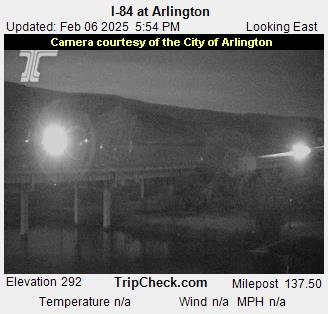 I-84 at Arlington
Updated: Feb 06 2025 5:54 PM Looking East
Camera courtesy of the City of Arlington
Elevation 292 TripCheck.com Milepost 137.50
Temperature n/a Wind n/a MPH n/a